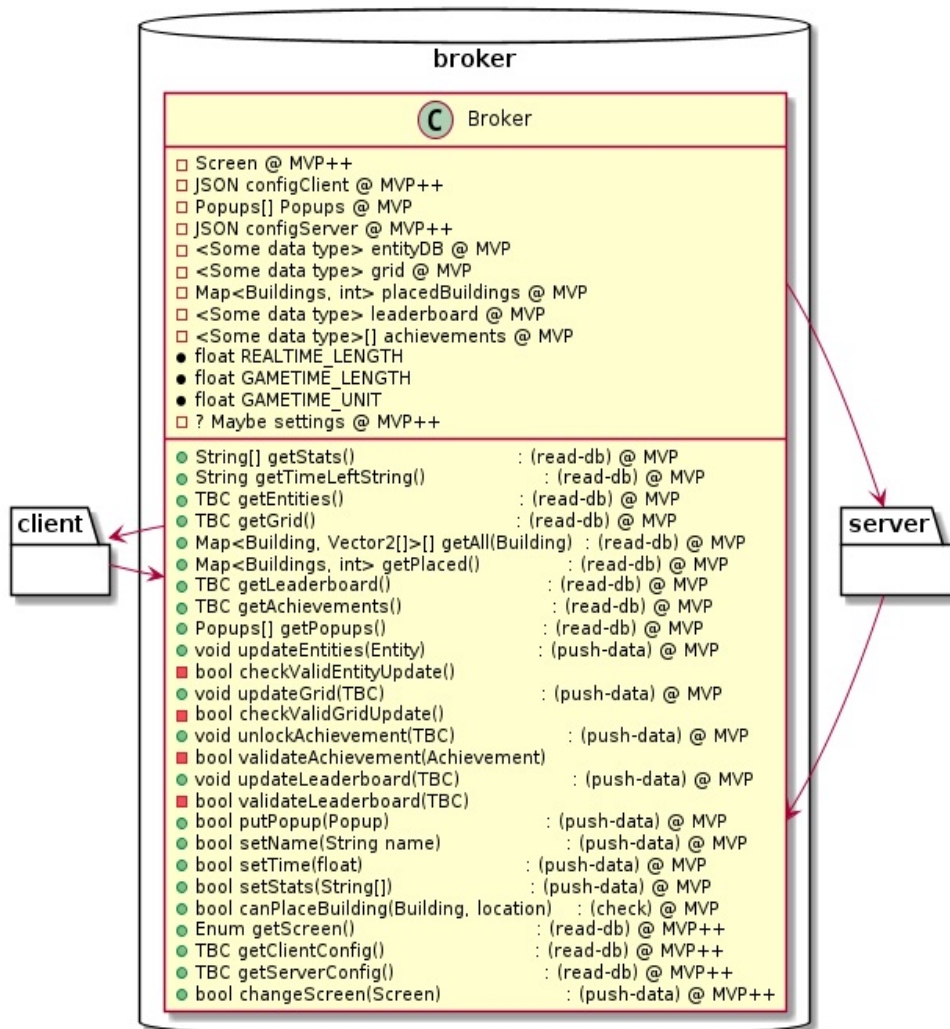 broker
C Broker
Screen @ MVP++
JSON configClient @ MVP++
Popups[] Popups @ MVP
JSON configServer @ MVP++
<Some data type> entityDB @ MVP
<Some data type> grid @ MVP
Map<Buildings, int> placedBuildings @ MVP
<Some data type> leaderboard @ MVP
<Some data type>[] achievements @ MVP
float REALTIME_LENGTH
float GAMETIME_LENGTH
float GAMETIME_UNIT
? Maybe settings @ MVP++
String[] getStats() : (read-db) @ MVP
String getTimeLeftString() : (read-db) @ MVP
TBC getEntities() : (read-db) @ MVP
TBC getGrid() : (read-db) @ MVP
Map<Building, Vector2[]>[] getAll(Building) : (read-db) @ MVP
Map<Buildings, int> getPlaced() : (read-db) @ MVP
TBC getLeaderboard() : (read-db) @ MVP
TBC getAchievements() : (read-db) @ MVP
Popups[] getPopups() : (read-db) @ MVP
void updateEntities(Entity) : (push-data) @ MVP
bool checkValidEntityUpdate()
void updateGrid(TBC) : (push-data) @ MVP
bool checkValidGridUpdate()
void unlockAchievement(TBC) : (push-data) @ MVP
bool validateAchievement(Achievement)
void updateLeaderboard(TBC) : (push-data) @ MVP
bool validateLeaderboard(TBC)
bool putPopup(Popup) : (push-data) @ MVP
bool setName(String name) : (push-data) @ MVP
bool setTime(float) : (push-data) @ MVP
bool setStats(String[]) : (push-data) @ MVP
bool canPlaceBuilding(Building, location) : (check) @ MVP
Enum getScreen() : (read-db) @ MVP++
TBC getClientConfig() : (read-db) @ MVP++
TBC getServerConfig() : (read-db) @ MVP++
bool changeScreen(Screen) : (push-data) @ MVP++
client
server